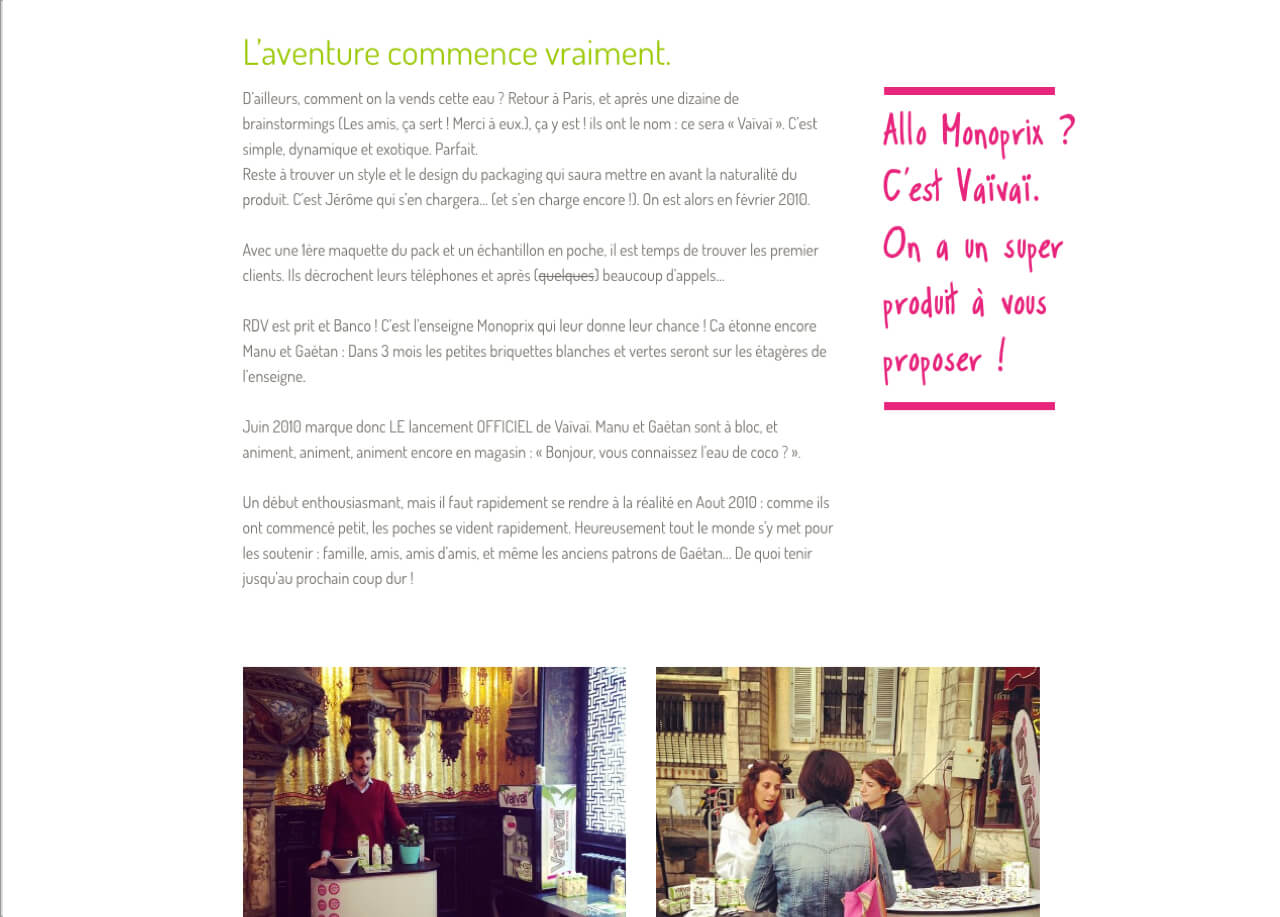 L'aventure commence vraiment.
D'ailleurs, comment on la vends cette eau ? Retour à Paris, et après une dizaine de
brainstormings (Les amis, ça sert ! Merci à eux.), ça y est ! ils ont le nom : ce sera « Vaïvaï ». C'est
simple, dynamique et exotique. Parfait.
Reste à trouver un style et le design du packaging qui saura mettre en avant la naturalité du
produit. C'est Jérôme qui s'en chargera… (et s'en charge encore !). On est alors en février 2010.
Avec une 1ère maquette du pack et un échantillon en poche, il est temps de trouver les premier
clients. Ils décrochent leurs téléphones et après (quelques) beaucoup d'appels…
RDV est prit et Banco ! C'est l'enseigne Monoprix qui leur donne leur chance ! Ca étonne encore
Manu et Gaétan : Dans 3 mois les petites briquettes blanches et vertes seront sur les étagères de
l'enseigne.
Juin 2010 marque donc LE lancement OFFICIEL de Vaïvaï. Manu et Gaétan sont à bloc, et
animent, animent, animent encore en magasin : « Bonjour, vous connaissez l'eau de coco ? ».
Un début enthousiasmant, mais il faut rapidement se rendre à la réalité en Aout 2010 : comme ils
ont commencé petit, les poches se vident rapidement. Heureusement tout le monde s'y met pour
les soutenir : famille, amis, amis d'amis, et même les anciens patrons de Gaétan… De quoi tenir
jusqu'au prochain coup dur !
Allo Monoprix ?
C'est Vaïvaï.
On a un super
produit à vous
proposer !
Vaïvaï
Vaïvaï